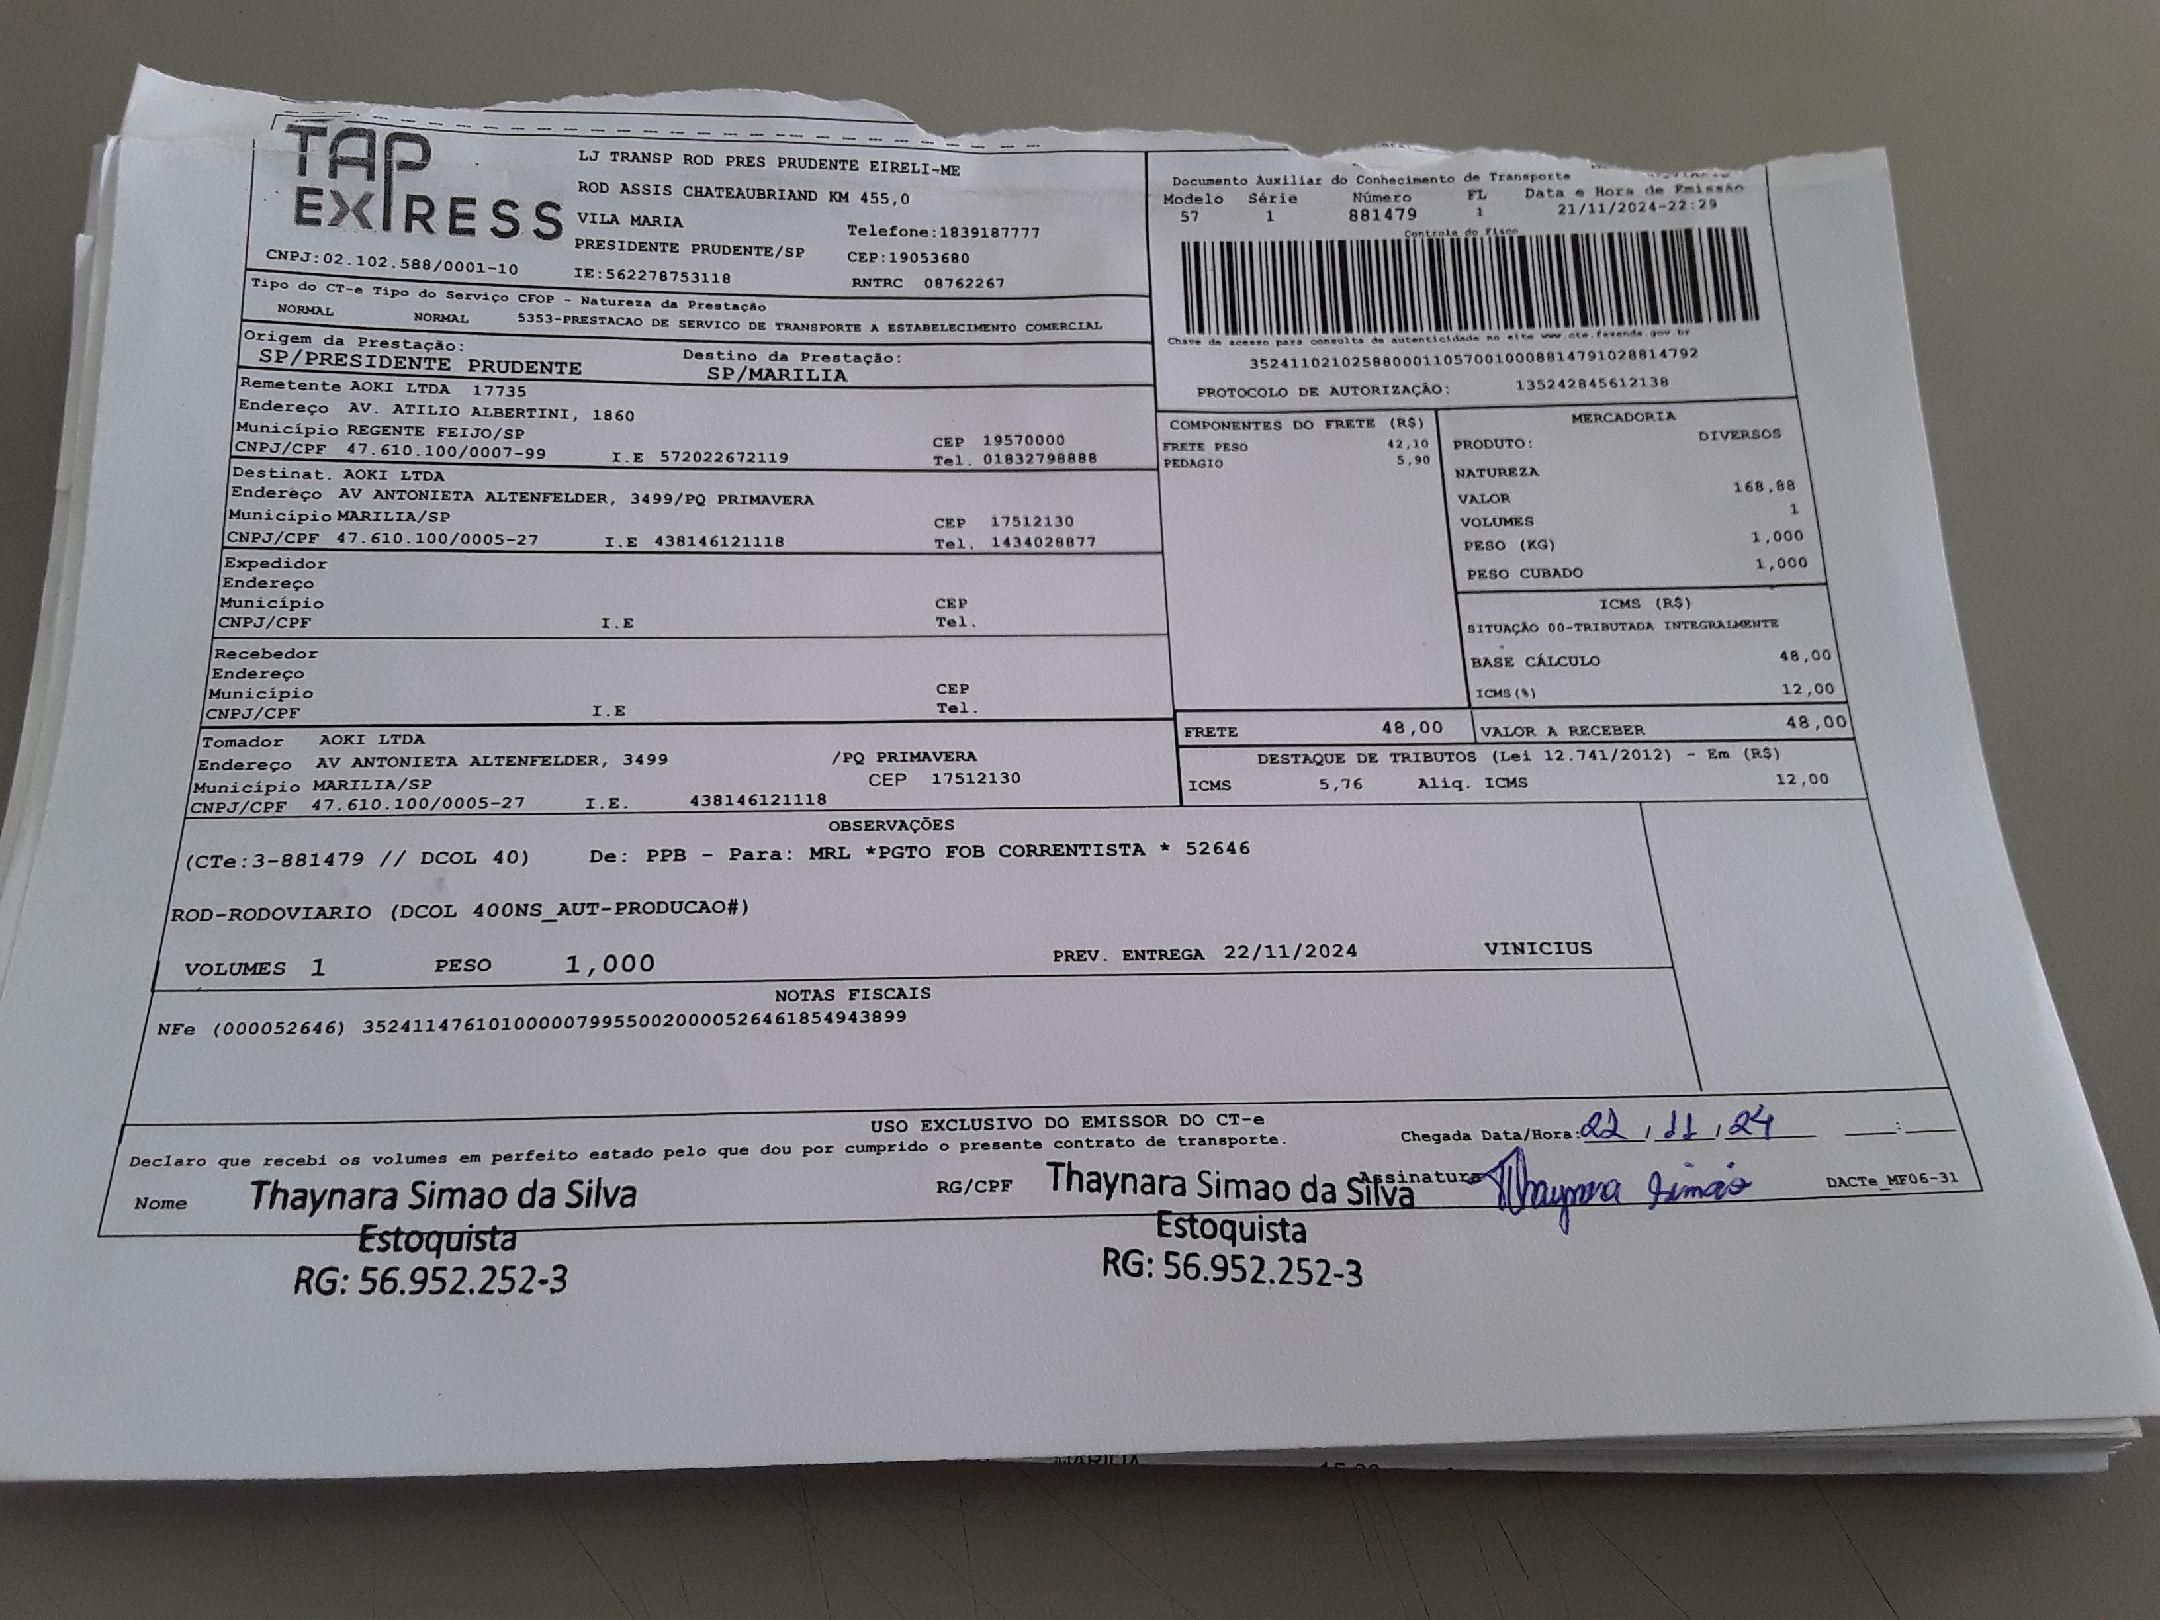 TAP
EXPRESS
LJ TRANSP ROD PRES PRUDENTE EIRELI-ME
ROD ASSIS CHATEAUBRIAND KM 455,0
VILA MARIA
Telefone:1839187777
PRESIDENTE PRUDENTE/SP
CEP:19053680
CNPJ:02.102.588/0001-10
IE:562278753118
RNTRC 08762267
Documento Auxiliar do Conhecimento de Transporte
Modelo Série Número FL Data e Hora de Emissão
57 1 881479 1 21/11/2024-22:29
Controle do Fisco
Chave de acesso para consulta de autenticidade no site www.cte.fazenda.gov.br
35241102102588000110570010008814791028814792
PROTOCOLO DE AUTORIZAÇÃO: 135242845612138
Tipo do CT-e Tipo do Serviço CFOP - Natureza da Prestação
NORMAL NORMAL 5353-PRESTACAO DE SERVICO DE TRANSPORTE A ESTABELECIMENTO COMERCIAL
Origem da Prestação: Destino da Prestação:
SP/PRESIDENTE PRUDENTE SP/MARILIA
Remetente AOKI LTDA 17735
Endereço AV. ATILIO ALBERTINI, 1860
Município REGENTE FEIJO/SP CEP 19570000
CNPJ/CPF 47.610.100/0007-99 I.E 572022672119 Tel. 01832798888
Destinat. AOKI LTDA
Endereço AV ANTONIETA ALTENFELDER, 3499/PQ PRIMAVERA
Município MARILIA/SP CEP 17512130
CNPJ/CPF 47.610.100/0005-27 I.E 438146121118 Tel. 1434028877
Expedidor
Endereço
Município CEP
CNPJ/CPF I.E Tel.
Recebedor
Endereço
Município CEP
CNPJ/CPF I.E Tel.
Tomador AOKI LTDA
Endereço AV ANTONIETA ALTENFELDER, 3499 /PQ PRIMAVERA
Município MARILIA/SP CEP 17512130
CNPJ/CPF 47.610.100/0005-27 I.E. 438146121118
COMPONENTES DO FRETE (R$)
FRETE PESO 42,10
PEDAGIO 5,90
MERCADORIA
PRODUTO: DIVERSOS
NATUREZA
VALOR 168,88
VOLUMES 1
PESO (KG) 1,000
PESO CUBADO 1,000
ICMS (R$)
SITUAÇÃO 00-TRIBUTADA INTEGRALMENTE
BASE CÁLCULO 48,00
ICMS(%) 12,00
FRETE 48,00 VALOR A RECEBER 48,00
DESTAQUE DE TRIBUTOS (Lei 12.741/2012) - Em (R$)
ICMS 5,76 Aliq. ICMS 12,00
OBSERVAÇÕES
(CTe:3-881479 // DCOL 40) De: PPB - Para: MRL *PGTO FOB CORRENTISTA * 52646
ROD-RODOVIARIO (DCOL 400NS_AUT-PRODUCAO#)
VOLUMES 1 PESO 1,000 PREV. ENTREGA 22/11/2024 VINICIUS
NOTAS FISCAIS
NFe (000052646) 35241147610100000799550020000526461854943899
USO EXCLUSIVO DO EMISSOR DO CT-e
Declaro que recebi os volumes em perfeito estado pelo que dou por cumprido o presente contrato de transporte.
Chegada Data/Hora: 22 / 11 / 24 :
Nome Thaynara Simao da Silva RG/CPF Thaynara Simao da Silva Assinatura Thaynara Simão DACTe_MF06-31
Estoquista Estoquista
RG: 56.952.252-3 RG: 56.952.252-3
MARILIA